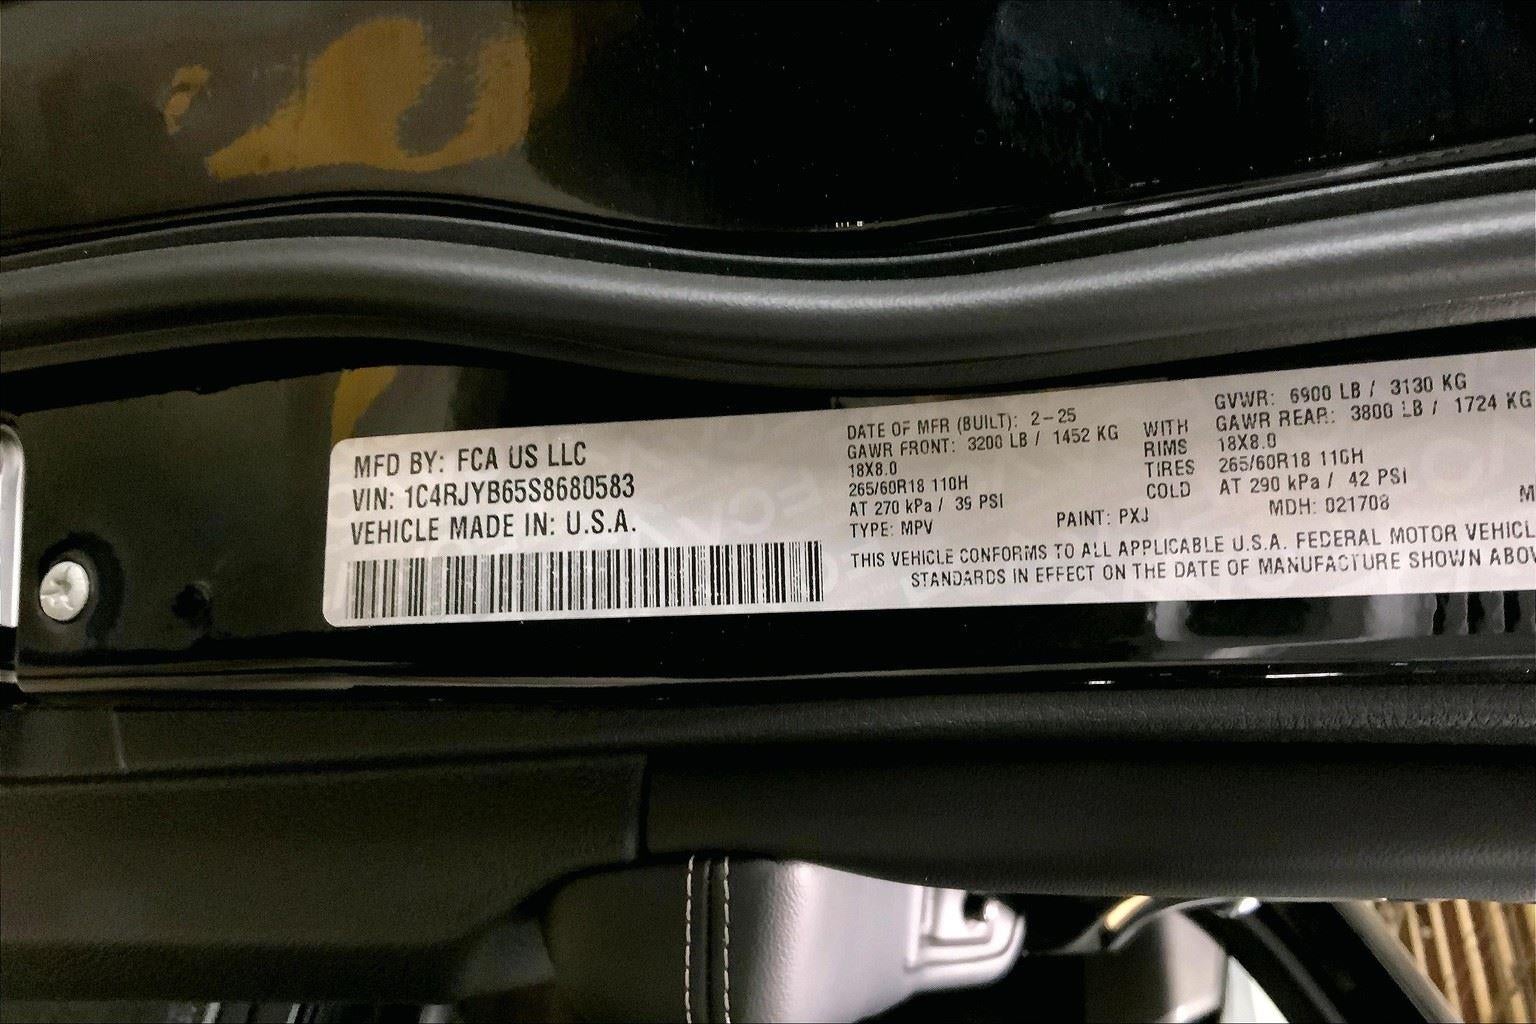 MFD BY: FCA US LLC
VIN: 1C4RJYB65S8680583
VEHICLE MADE IN: U.S.A.
DATE OF MFR (BUILT): 2-25
GAWR FRONT: 3200 LB / 1452 KG
18X8.0
265/60R18 110H
AT 270 kPa / 39 PSI
TYPE: MPV
WITH
RIMS
TIRES
COLD
PAINT: PXJ
GVWR: 6900 LB / 3130 KG
GAWR REAR: 3800 LB / 1724 KG
18X8.0
265/60R18 110H
AT 290 kPa / 42 PSI
MDH: 021708
THIS VEHICLE CONFORMS TO ALL APPLICABLE U.S.A. FEDERAL MOTOR VEHICL
STANDARDS IN EFFECT ON THE DATE OF MANUFACTURE SHOWN ABOV